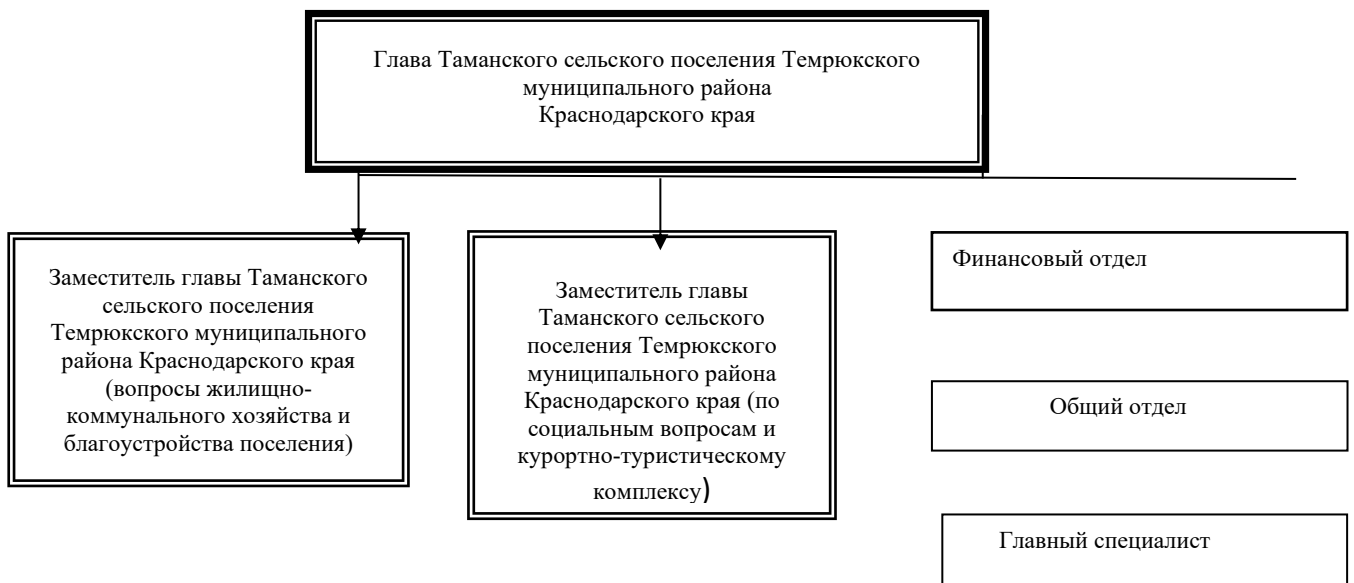 Глава Таманского сельского поселения Темрюкского
муниципального района
Краснодарского края
Заместитель главы Таманского
сельского поселения
Темрюкского муниципального
района Краснодарского края
(вопросы жилищно-
коммунального хозяйства и
благоустройства поселения)
Заместитель главы
Таманского сельского
поселения Темрюкского
муниципального района
Краснодарского края (по
социальным вопросам и
курортно-туристическому
комплексу)
Финансовый отдел
Общий отдел
Главный специалист